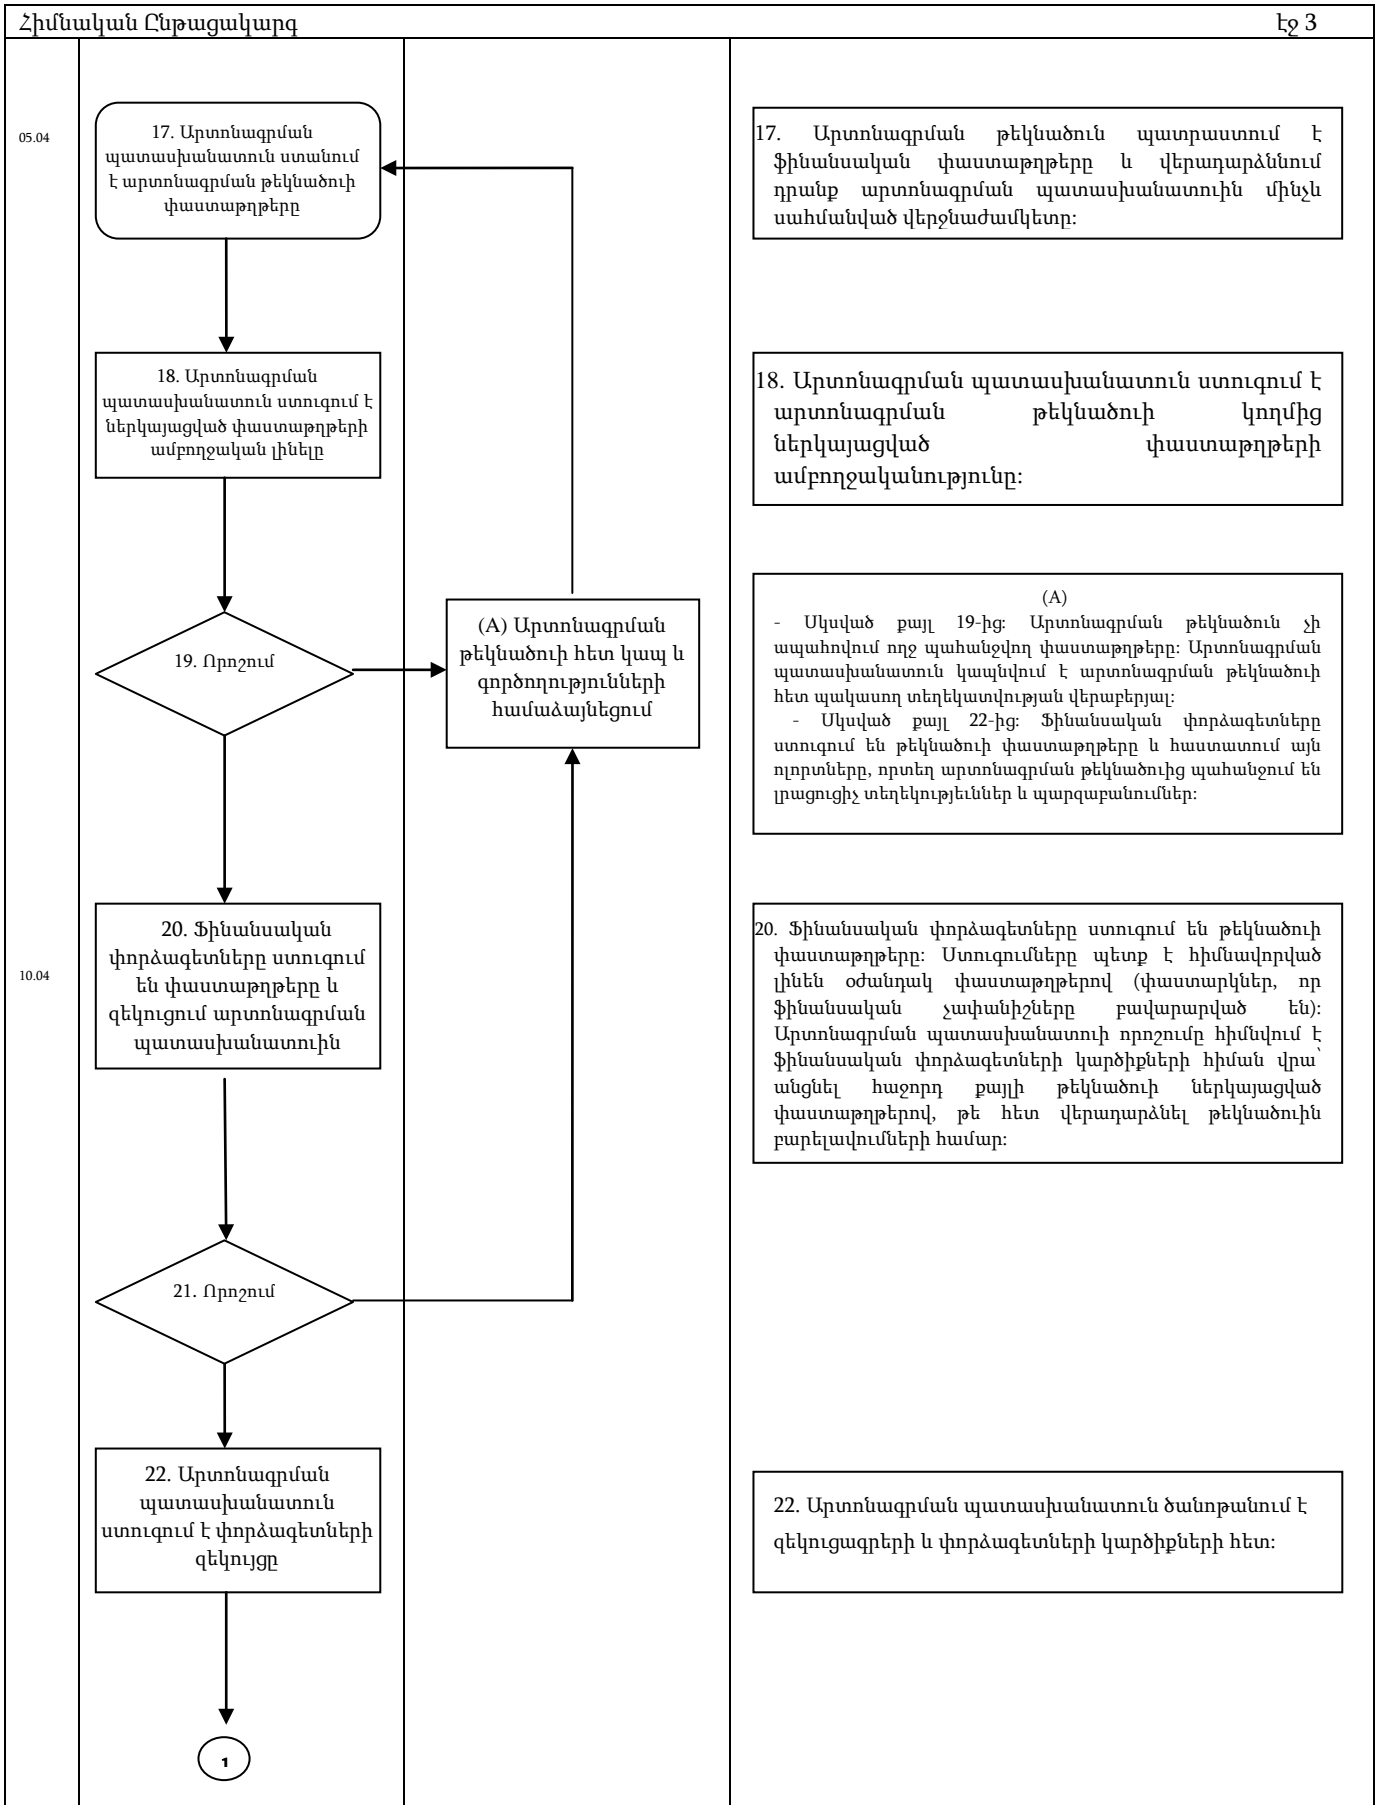 Հիմնական Ընթացակարգ էջ 3
05.04
17. Արտոնագրման
պատասխանատուն ստանում
է արտոնագրման թեկնածուի
փաստաթղթերը
17. Արտոնագրման թեկնածուն պատրաստում է
ֆինանսական փաստաթղթերը և վերադարձննում
դրանք արտոնագրման պատասխանատուին մինչև
սահմանված վերջնաժամկետը:
18. Արտոնագրման
պատասխանատուն ստուգում է
ներկայացված փաստաթղթերի
ամբողջական լինելը
18. Արտոնագրման պատասխանատուն ստուգում է
արտոնագրման թեկնածուի կողմից
ներկայացված փաստաթղթերի
ամբողջականությունը:
19. Որոշում
(A) Արտոնագրման
թեկնածուի հետ կապ և
գործողությունների
համաձայնեցում
(A)
- Սկսված քայլ 19-ից: Արտոնագրման թեկնածուն չի
ապահովում ողջ պահանջվող փաստաթղթերը: Արտոնագրման
պատասխանատուն կապնվում է արտոնագրման թեկնածուի
հետ պակասող տեղեկատվության վերաբերյալ:
- Սկսված քայլ 22-ից: Ֆինանսական փորձագետները
ստուգում են թեկնածուի փաստաթղթերը և հաստատում այն
ոլորտները, որտեղ արտոնագրման թեկնածուից պահանջում են
լրացուցիչ տեղեկություններ և պարզաբանումներ:
10.04
20. Ֆինանսական
փորձագետները ստուգում
են փաստաթղթերը և
զեկուցում արտոնագրման
պատասխանատուին
20. Ֆինանսական փորձագետները ստուգում են թեկնածուի
փաստաթղթերը: Ստուգումները պետք է հիմնավորված
լինեն օժանդակ փաստաթղթերով (փաստարկներ, որ
ֆինանսական չափանիշները բավարարված են):
Արտոնագրման պատասխանատուի որոշումը հիմնվում է
ֆինանսական փորձագետների կարծիքների հիման վրա՝
անցնել հաջորդ քայլի թեկնածուի ներկայացված
փաստաթղթերով, թե հետ վերադարձնել թեկնածուին
բարելավումների համար:
21. Որոշում
22. Արտոնագրման
պատասխանատուն
ստուգում է փորձագետների
զեկույցը
22. Արտոնագրման պատասխանատուն ծանոթանում է
զեկուցագրերի և փորձագետների կարծիքների հետ:
1